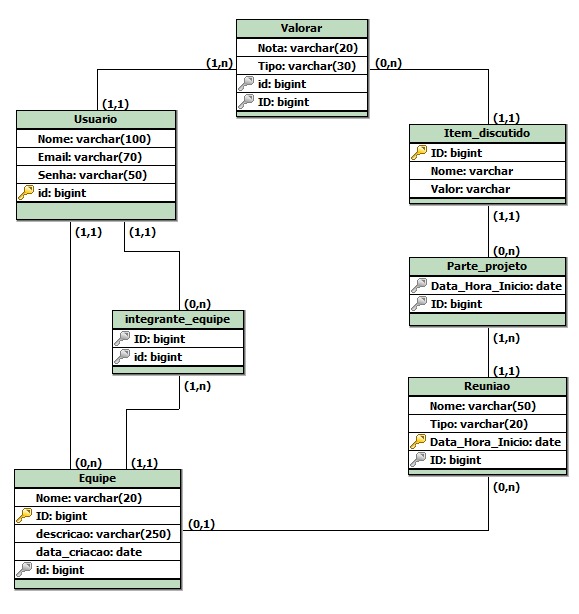 Valorar
Nota: varchar(20)
Tipo: varchar(30)
id: bigint
ID: bigint
(1,n)
(0,n)
(1,1)
(1,1)
Usuario
Nome: varchar(100)
Email: varchar(70)
Senha: varchar(50)
id: bigint
Item_discutido
ID: bigint
Nome: varchar
Valor: varchar
(1,1)
(1,1)
(1,1)
(0,n)
Parte_projeto
Data_Hora_Inicio: date
ID: bigint
(0,n)
integrante_equipe
ID: bigint
id: bigint
(1,n)
(1,n)
(1,1)
Reuniao
Nome: varchar(50)
Tipo: varchar(20)
Data_Hora_Inicio: date
ID: bigint
(0,n)
(1,1)
(0,n)
Equipe
Nome: varchar(20)
ID: bigint
descricao: varchar(250)
data_criacao: date
id: bigint
(0,1)